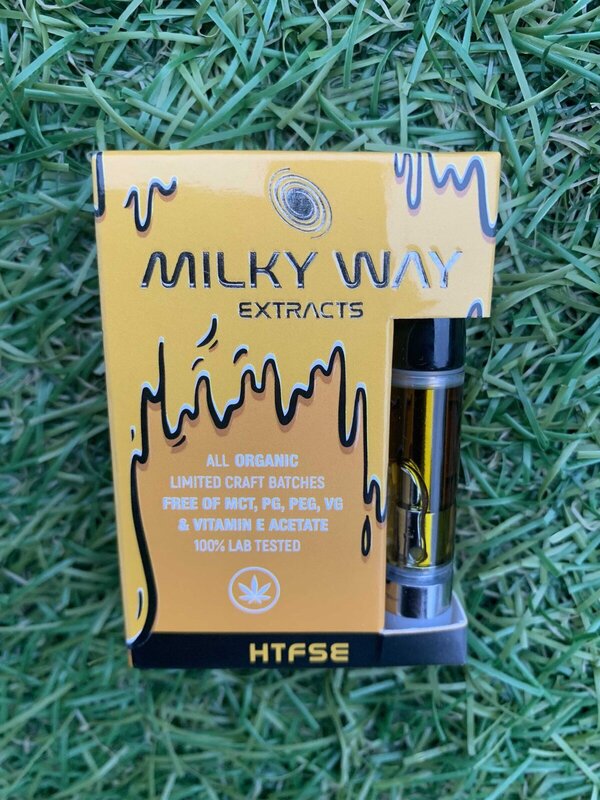 MILKY WAY
EXTRACTS
ALL ORGANIC
LIMITED CRAFT BATCHES
FREE OF MCT, PG, PEG, VG
& VITAMIN E ACETATE
100% LAB TESTED
HTFSE